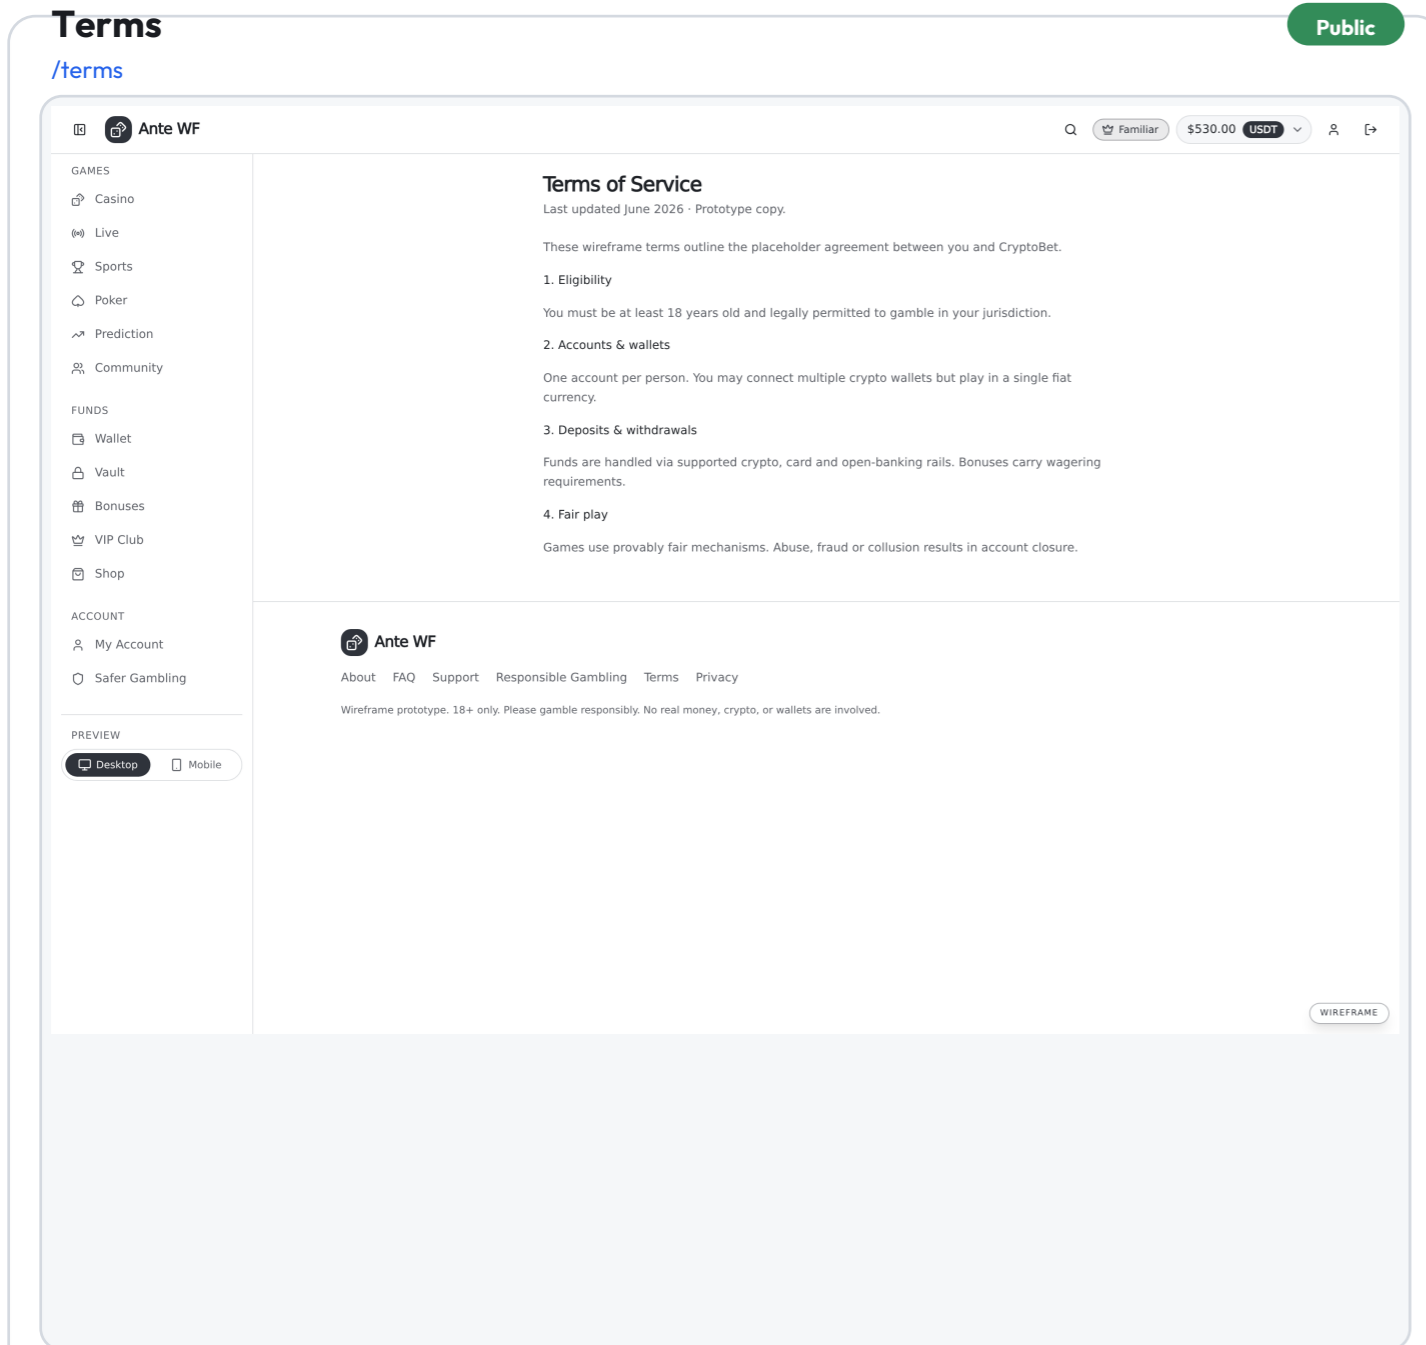 Terms
Public
/terms
Ante WF
Familiar
$530.00 USDT
GAMES
Casino
Live
Sports
Poker
Prediction
Community
FUNDS
Wallet
Vault
Bonuses
VIP Club
Shop
ACCOUNT
My Account
Safer Gambling
PREVIEW
Desktop
Mobile
Terms of Service
Last updated June 2026 · Prototype copy.
These wireframe terms outline the placeholder agreement between you and CryptoBet.
1. Eligibility
You must be at least 18 years old and legally permitted to gamble in your jurisdiction.
2. Accounts & wallets
One account per person. You may connect multiple crypto wallets but play in a single fiat
currency.
3. Deposits & withdrawals
Funds are handled via supported crypto, card and open-banking rails. Bonuses carry wagering
requirements.
4. Fair play
Games use provably fair mechanisms. Abuse, fraud or collusion results in account closure.
Ante WF
About FAQ Support Responsible Gambling Terms Privacy
Wireframe prototype. 18+ only. Please gamble responsibly. No real money, crypto, or wallets are involved.
WIREFRAME